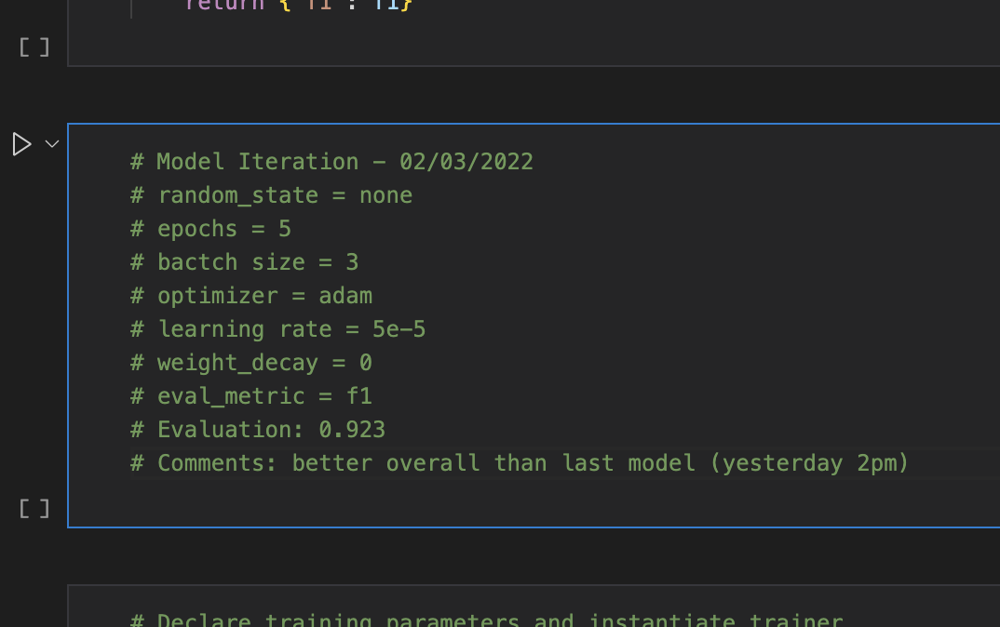 return {"f1": f1}
[ ]
# Model Iteration – 02/03/2022
# random_state = none
# epochs = 5
# bactch size = 3
# optimizer = adam
# learning rate = 5e-5
# weight_decay = 0
# eval_metric = f1
# Evaluation: 0.923
# Comments: better overall than last model (yesterday 2pm)
[ ]
# Declare training parameters and instantiate trainer